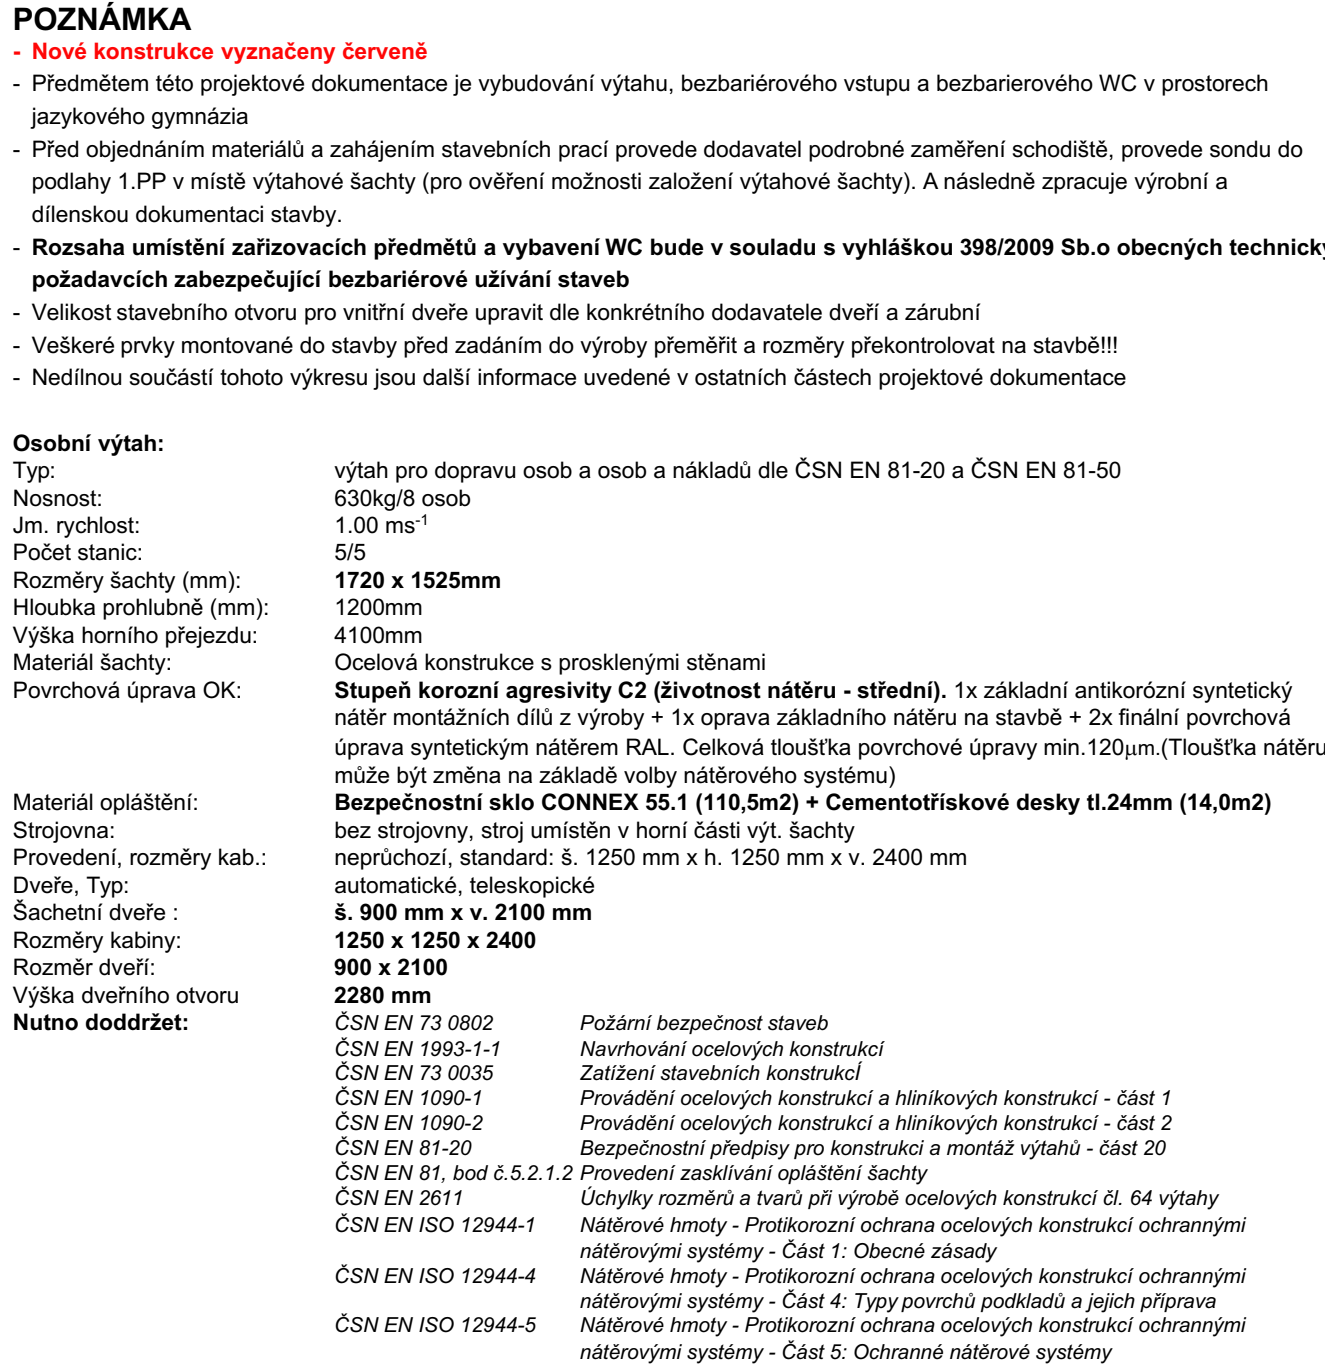 POZNÁMKA
- Nové konstrukce vyznačeny červeně
- Předmětem této projektové dokumentace je vybudování výtahu, bezbariérového vstupu a bezbarierového WC v prostorech
jazykového gymnázia
- Před objednáním materiálů a zahájením stavebních prací provede dodavatel podrobné zaměření schodiště, provede sondu do
podlahy 1.PP v místě výtahové šachty (pro ověření možnosti založení výtahové šachty). A následně zpracuje výrobní a
dílenskou dokumentaci stavby.
- Rozsaha umístění zařizovacích předmětů a vybavení WC bude v souladu s vyhláškou 398/2009 Sb.o obecných technicky
požadavcích zabezpečující bezbariérové užívání staveb
- Velikost stavebního otvoru pro vnitřní dveře upravit dle konkrétního dodavatele dveří a zárubní
- Veškeré prvky montované do stavby před zadáním do výroby přeměřit a rozměry překontrolovat na stavbě!!!
- Nedílnou součástí tohoto výkresu jsou další informace uvedené v ostatních částech projektové dokumentace
Osobní výtah:
Typ: výtah pro dopravu osob a osob a nákladů dle ČSN EN 81-20 a ČSN EN 81-50
Nosnost: 630kg/8 osob
Jm. rychlost: 1.00 ms-1
Počet stanic: 5/5
Rozměry šachty (mm): 1720 x 1525mm
Hloubka prohlubně (mm): 1200mm
Výška horního přejezdu: 4100mm
Materiál šachty: Ocelová konstrukce s prosklenými stěnami
Povrchová úprava OK: Stupeň korozní agresivity C2 (životnost nátěru - střední). 1x základní antikorózní syntetický
nátěr montážních dílů z výroby + 1x oprava základního nátěru na stavbě + 2x finální povrchová
úprava syntetickým nátěrem RAL. Celková tloušťka povrchové úpravy min.120µm.(Tloušťka nátěru
může být změna na základě volby nátěrového systému)
Materiál opláštění: Bezpečnostní sklo CONNEX 55.1 (110,5m2) + Cementotřískové desky tl.24mm (14,0m2)
Strojovna: bez strojovny, stroj umístěn v horní části výt. šachty
Provedení, rozměry kab.: neprůchozí, standard: š. 1250 mm x h. 1250 mm x v. 2400 mm
Dveře, Typ: automatické, teleskopické
Šachetní dveře : š. 900 mm x v. 2100 mm
Rozměry kabiny: 1250 x 1250 x 2400
Rozměr dveří: 900 x 2100
Výška dveřního otvoru 2280 mm
Nutno doddržet: ČSN EN 73 0802 Požární bezpečnost staveb
ČSN EN 1993-1-1 Navrhování ocelových konstrukcí
ČSN EN 73 0035 Zatížení stavebních konstrukcÍ
ČSN EN 1090-1 Provádění ocelových konstrukcí a hliníkových konstrukcí - část 1
ČSN EN 1090-2 Provádění ocelových konstrukcí a hliníkových konstrukcí - část 2
ČSN EN 81-20 Bezpečnostní předpisy pro konstrukci a montáž výtahů - část 20
ČSN EN 81, bod č.5.2.1.2 Provedení zasklívání opláštění šachty
ČSN EN 2611 Úchylky rozměrů a tvarů při výrobě ocelových konstrukcí čl. 64 výtahy
ČSN EN ISO 12944-1 Nátěrové hmoty - Protikorozní ochrana ocelových konstrukcí ochrannými
nátěrovými systémy - Část 1: Obecné zásady
ČSN EN ISO 12944-4 Nátěrové hmoty - Protikorozní ochrana ocelových konstrukcí ochrannými
nátěrovými systémy - Část 4: Typy povrchů podkladů a jejich příprava
ČSN EN ISO 12944-5 Nátěrové hmoty - Protikorozní ochrana ocelových konstrukcí ochrannými
nátěrovými systémy - Část 5: Ochranné nátěrové systémy